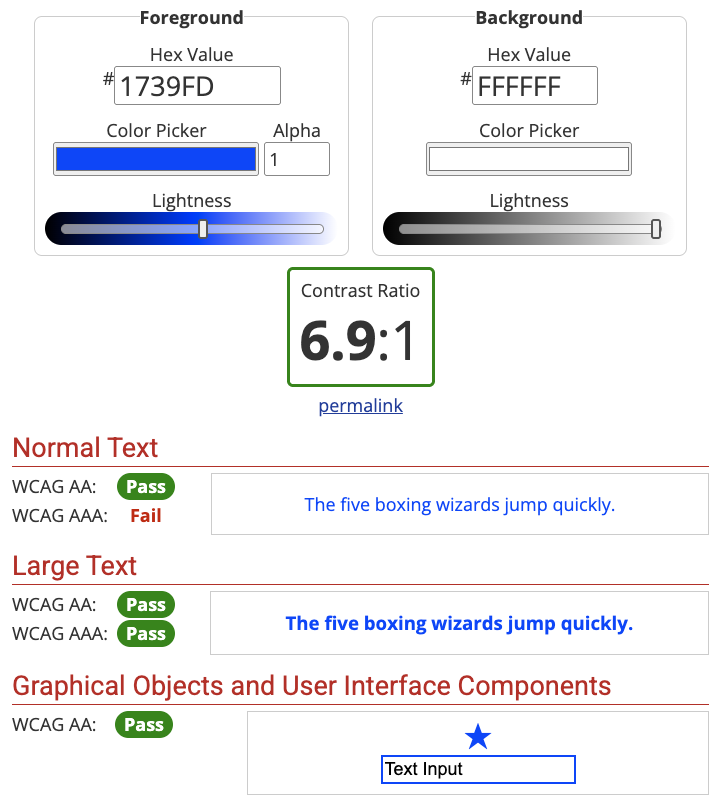 Foreground
Hex Value
#1739FD
Color Picker
Alpha
1
Lightness
Background
Hex Value
#FFFFFF
Color Picker
Lightness
Contrast Ratio
6.9:1
permalink
Normal Text
WCAG AA: Pass
WCAG AAA: Fail
The five boxing wizards jump quickly.
Large Text
WCAG AA: Pass
WCAG AAA: Pass
The five boxing wizards jump quickly.
Graphical Objects and User Interface Components
WCAG AA: Pass
Text Input